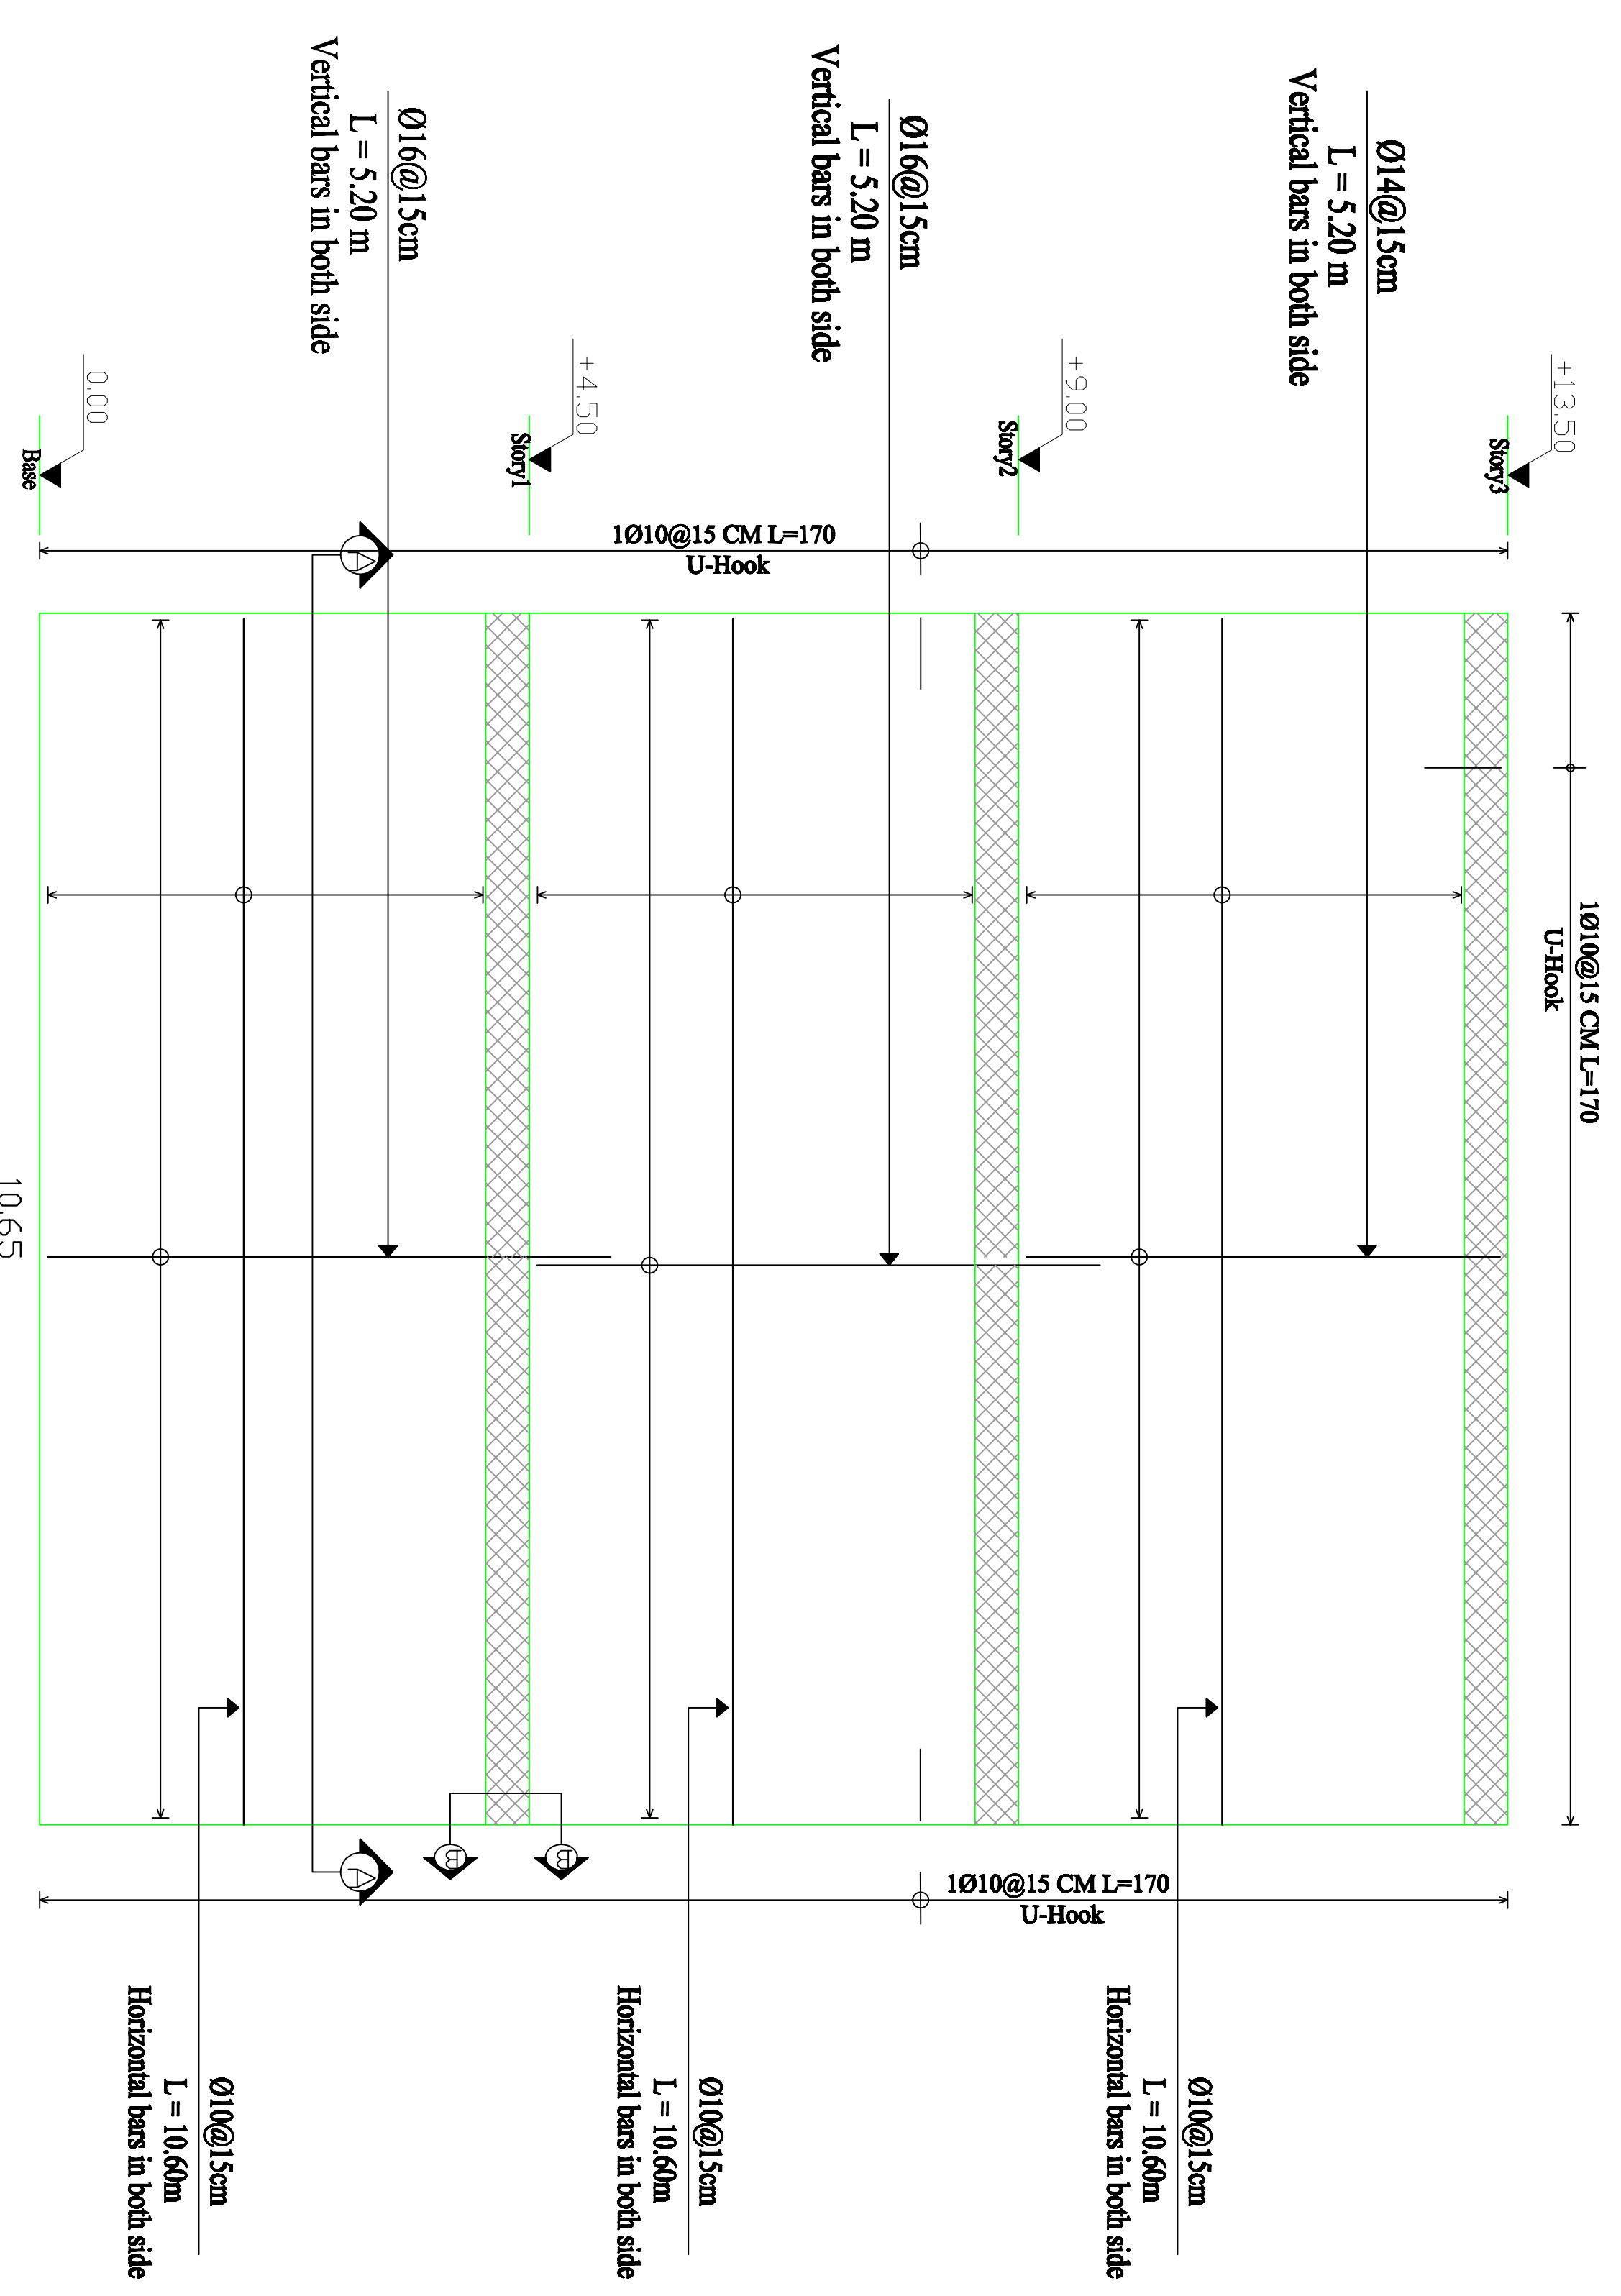 +13.50
Story3
1Ø10@15 CM L=170
U-Hook
Ø14@15cm
L = 5.20 m
Vertical bars in both side
Ø10@15cm
L = 10.60m
Horizontal bars in both side
+9.00
Story2
Ø16@15cm
L = 5.20 m
Vertical bars in both side
1Ø10@15 CM L=170
U-Hook
1Ø10@15 CM L=170
U-Hook
Ø10@15cm
L = 10.60m
Horizontal bars in both side
+4.50
Story1
B
B
Ø16@15cm
L = 5.20 m
Vertical bars in both side
A
A
Ø10@15cm
L = 10.60m
Horizontal bars in both side
0.00
Base
10.65